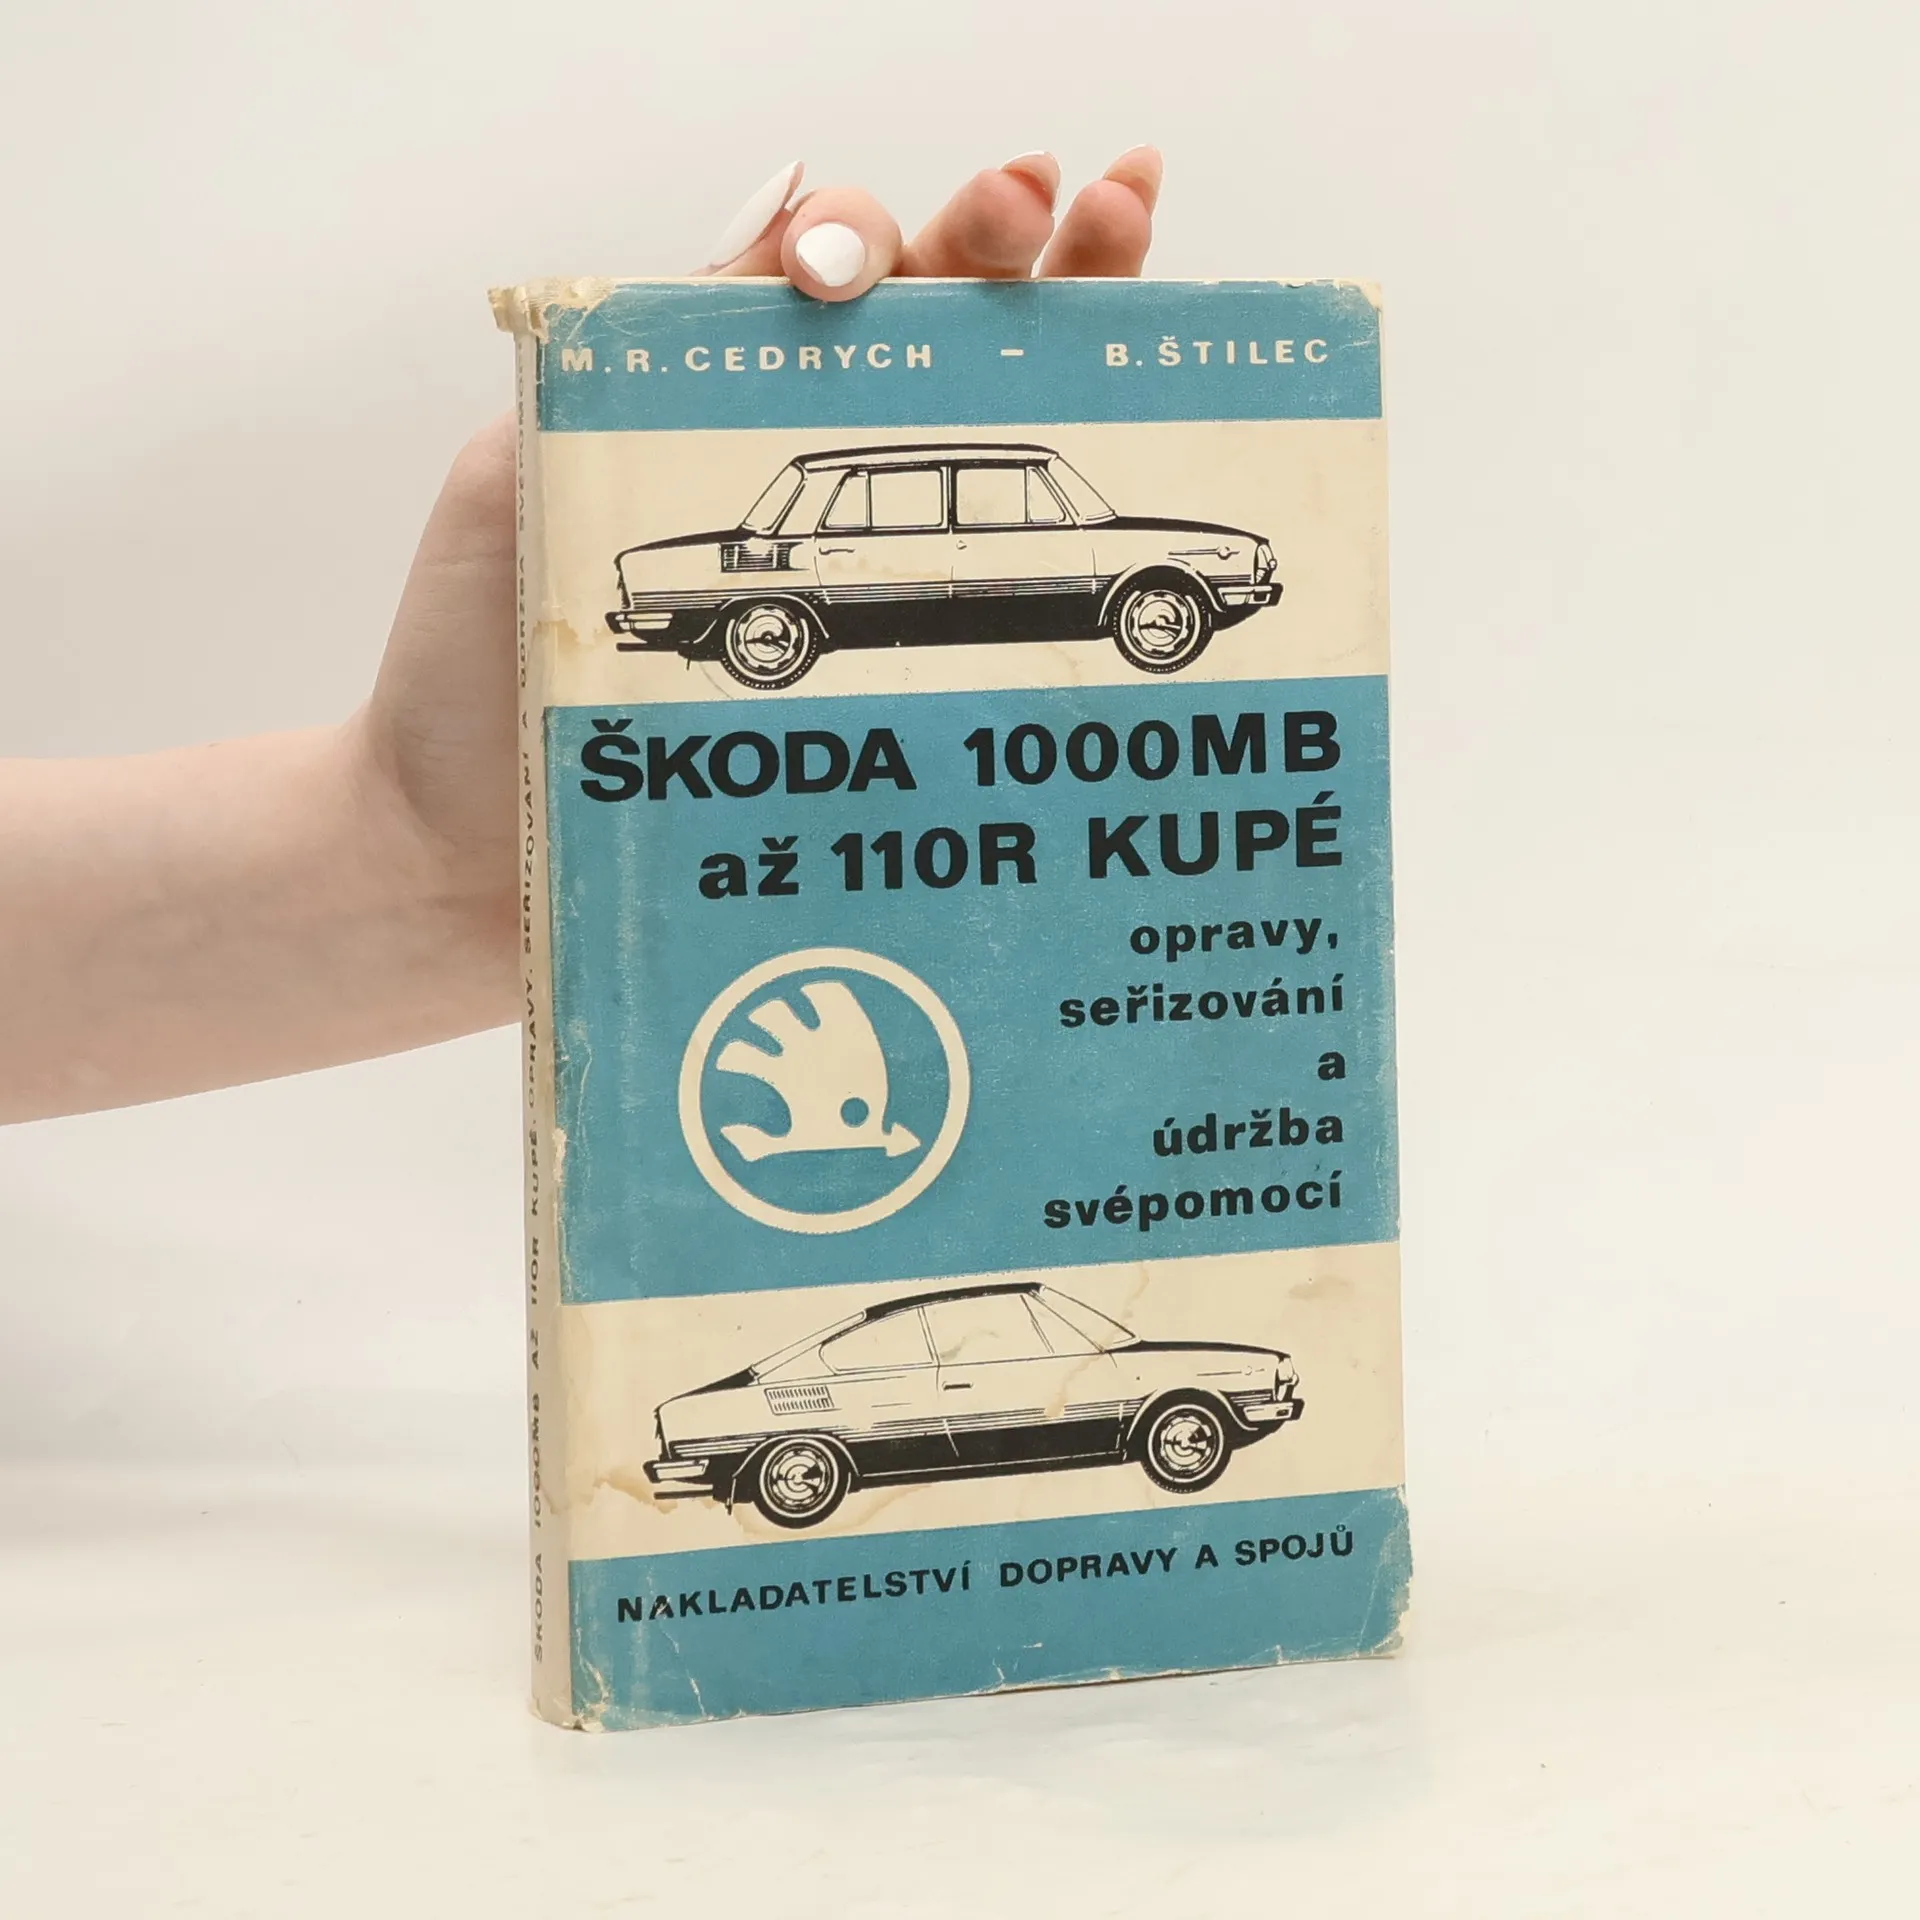 M. R. CEDRYCH – B. ŠTILEC
ŠKODA 1000MB
až 110R KUPÉ
opravy,
seřizování
a
údržba
svépomocí
NAKLADATELSTVÍ DOPRAVY A SPOJŮ
ŠKODA 1000MB AŽ 110R KUPÉ. OPRAVY, SEŘIZOVÁNÍ A ÚDRŽBA SVÉPOMOCÍ